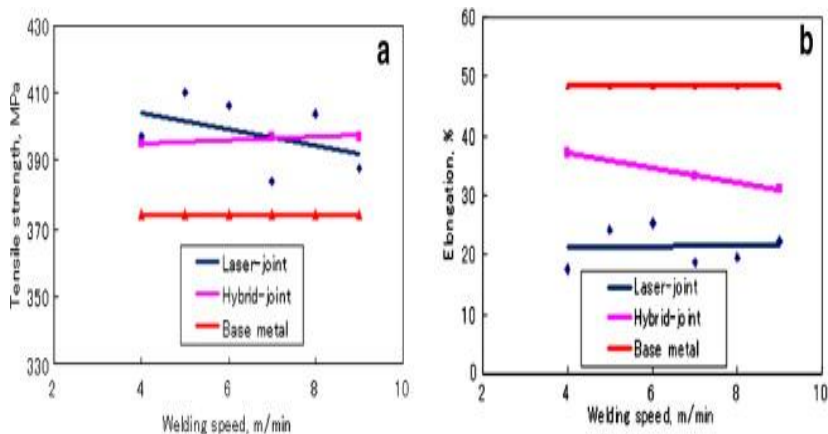 a
Tensile strength, MPa
430
410
390
370
350
330
Laser-joint
Hybrid-joint
Base metal
2
4
6
8
10
Welding speed, m/min
b
Elongation, %
60
50
40
30
20
10
0
Laser-joint
Hybrid-joint
Base metal
2
4
6
8
10
Welding speed, m/min